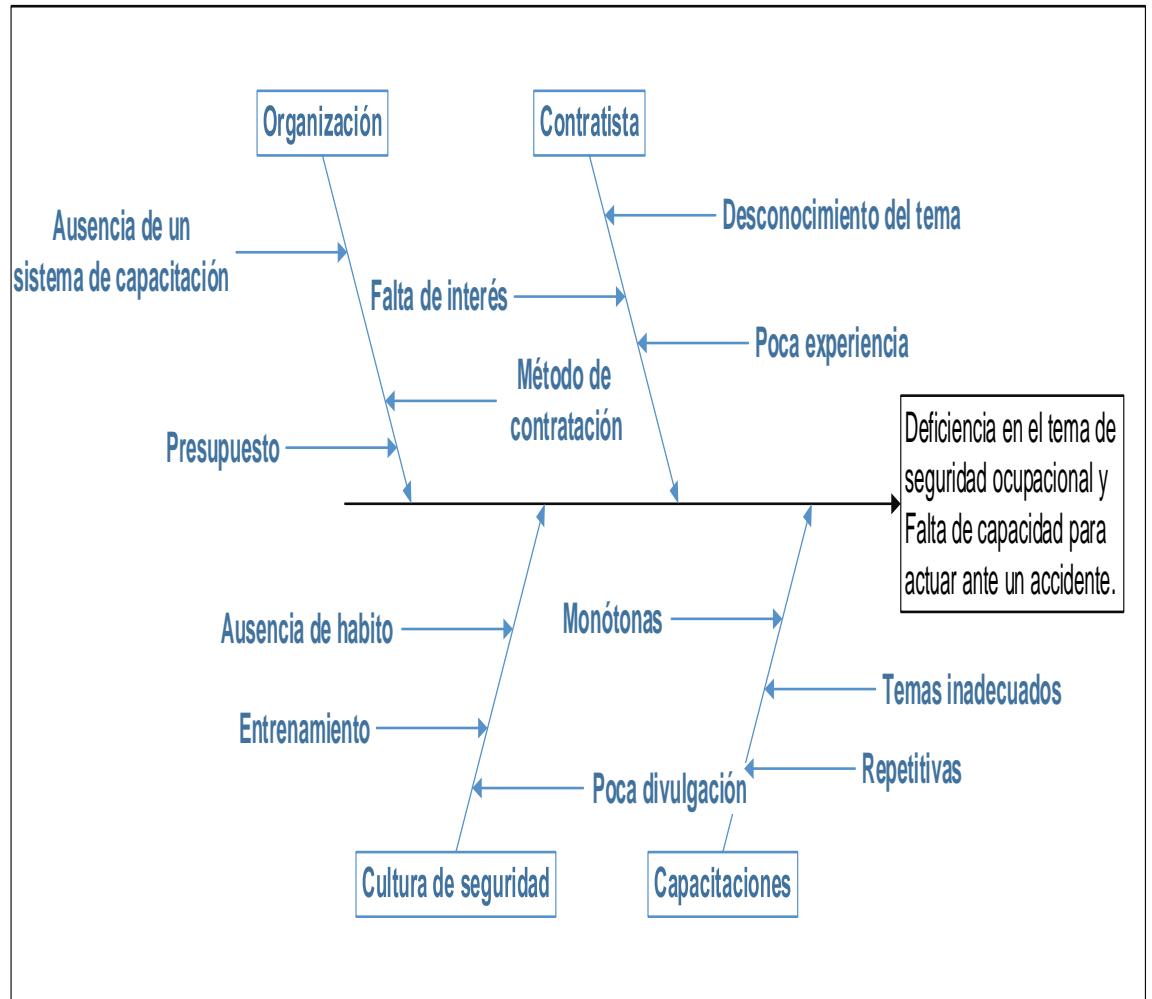 Organización
Contratista
Ausencia de un
sistema de capacitación
Desconocimiento del tema
Falta de interés
Poca experiencia
Método de
contratación
Presupuesto
Deficiencia en el tema de
seguridad ocupacional y
Falta de capacidad para
actuar ante un accidente.
Ausencia de habito
Monótonas
Temas inadecuados
Entrenamiento
Repetitivas
Poca divulgación
Cultura de seguridad
Capacitaciones